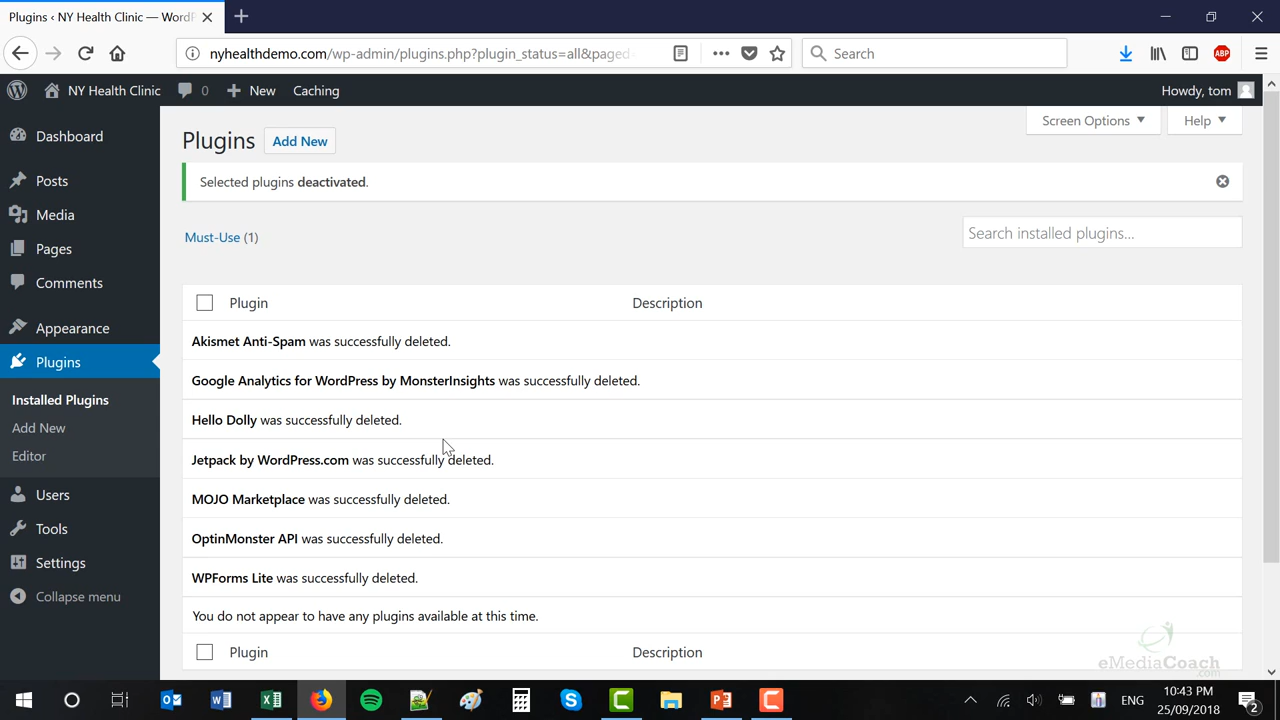 Plugins ‹ NY Health Clinic — WordP
nyhealthdemo.com/wp-admin/plugins.php?plugin_status=all&paged
Search
NY Health Clinic
0
New
Caching
Howdy, tom
Dashboard
Posts
Media
Pages
Comments
Appearance
Plugins
Installed Plugins
Add New
Editor
Users
Tools
Settings
Collapse menu
Screen Options
Help
Plugins
Add New
Selected plugins deactivated.
Must-Use (1)
Search installed plugins...
Plugin Description
Akismet Anti-Spam was successfully deleted.
Google Analytics for WordPress by MonsterInsights was successfully deleted.
Hello Dolly was successfully deleted.
Jetpack by WordPress.com was successfully deleted.
MOJO Marketplace was successfully deleted.
OptinMonster API was successfully deleted.
WPForms Lite was successfully deleted.
You do not appear to have any plugins available at this time.
Plugin Description
eMediaCoach
ENG
10:43 PM
25/09/2018
2
ABP